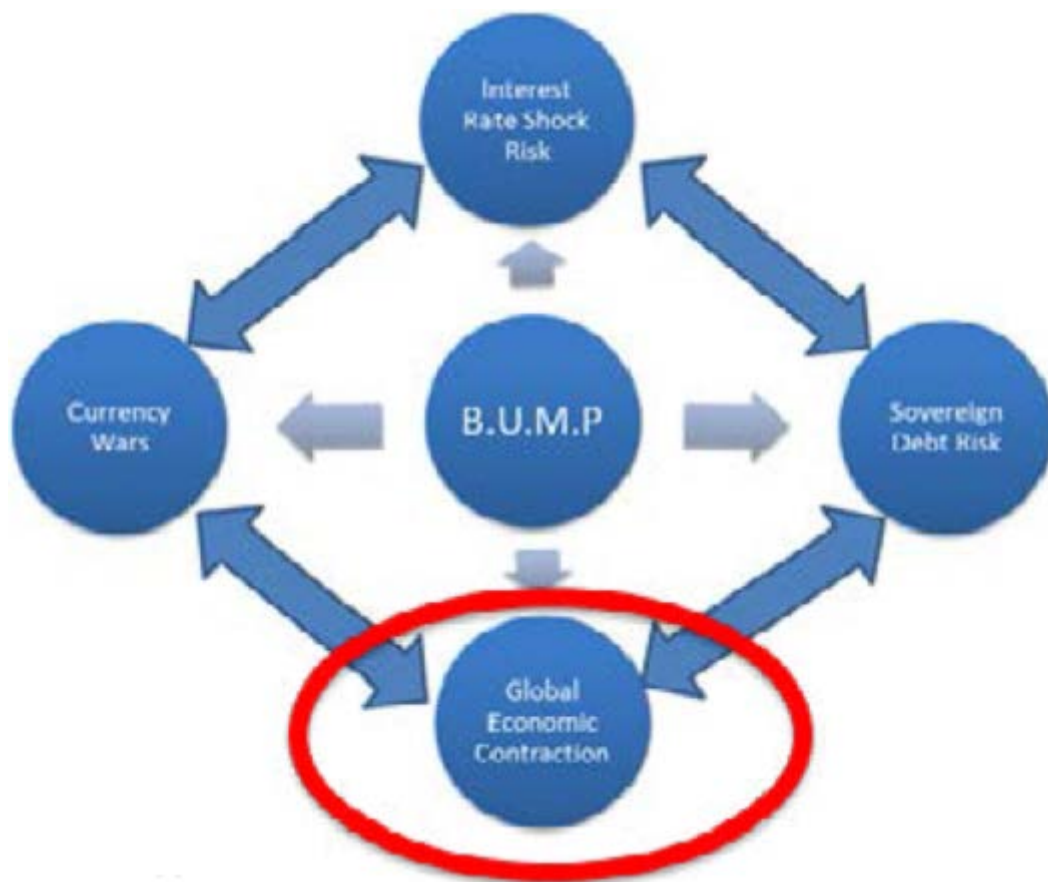 Interest
Rate Shock
Risk
Currency
Wars
B.U.M.P
Sovereign
Debt Risk
Global
Economic
Contraction